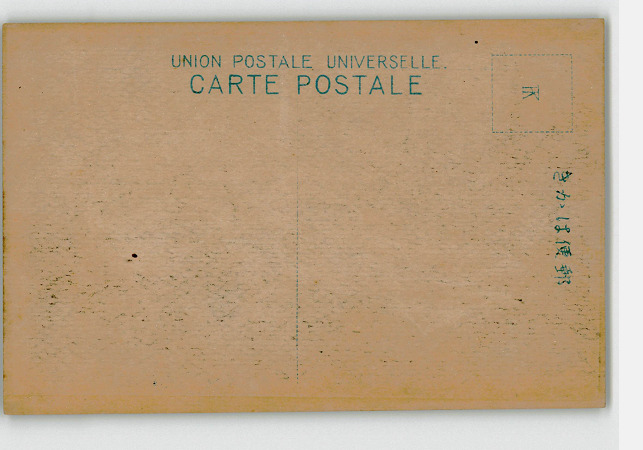 UNION POSTALE UNIVERSELLE.
CARTE POSTALE
郵便はかき